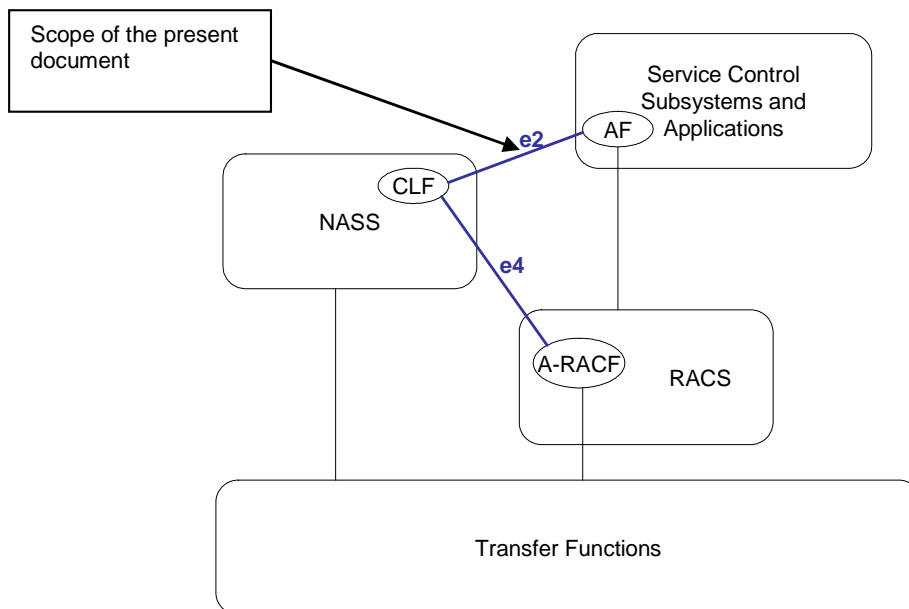 Scope of the present
document
Service Control
Subsystems and
Applications
AF
e2
CLF
NASS
e4
A-RACF
RACS
Transfer Functions